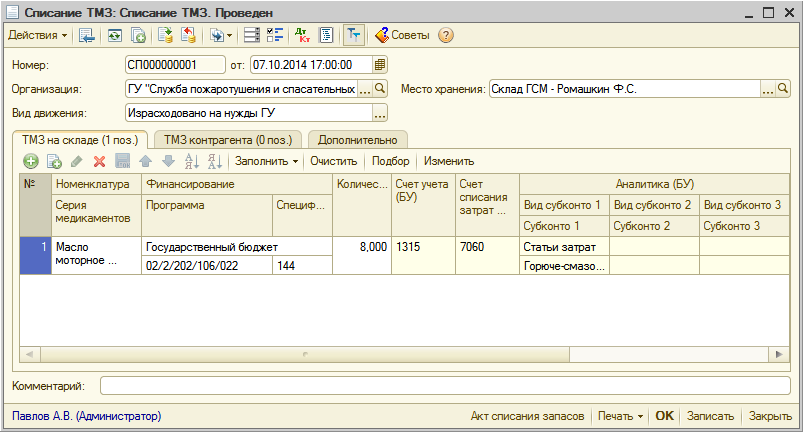 Списание ТМЗ: Списание ТМЗ. Проведен
Действия Дт Кт Советы
Номер: СП000000001 от: 07.10.2014 17:00:00
Организация: ГУ "Служба пожаротушения и спасательных ... Место хранения: Склад ГСМ - Ромашкин Ф.С. ...
Вид движения: Израсходовано на нужды ГУ ...
ТМЗ на складе (1 поз.) ТМЗ контрагента (0 поз.) Дополнительно
Заполнить Очистить Подбор Изменить
№ Номенклатура Финансирование Количес... Счет учета (БУ) Счет списания затрат ... Аналитика (БУ)
Серия медикаментов Программа Специф... Вид субконто 1 Вид субконто 2 Вид субконто 3
Субконто 1 Субконто 2 Субконто 3
1 Масло моторное ... Государственный бюджет 8,000 1315 7060 Статьи затрат
02/2/202/106/022 144 Горюче-смазо...
Комментарий:
Павлов А.В. (Администратор) Акт списания запасов Печать OK Записать Закрыть